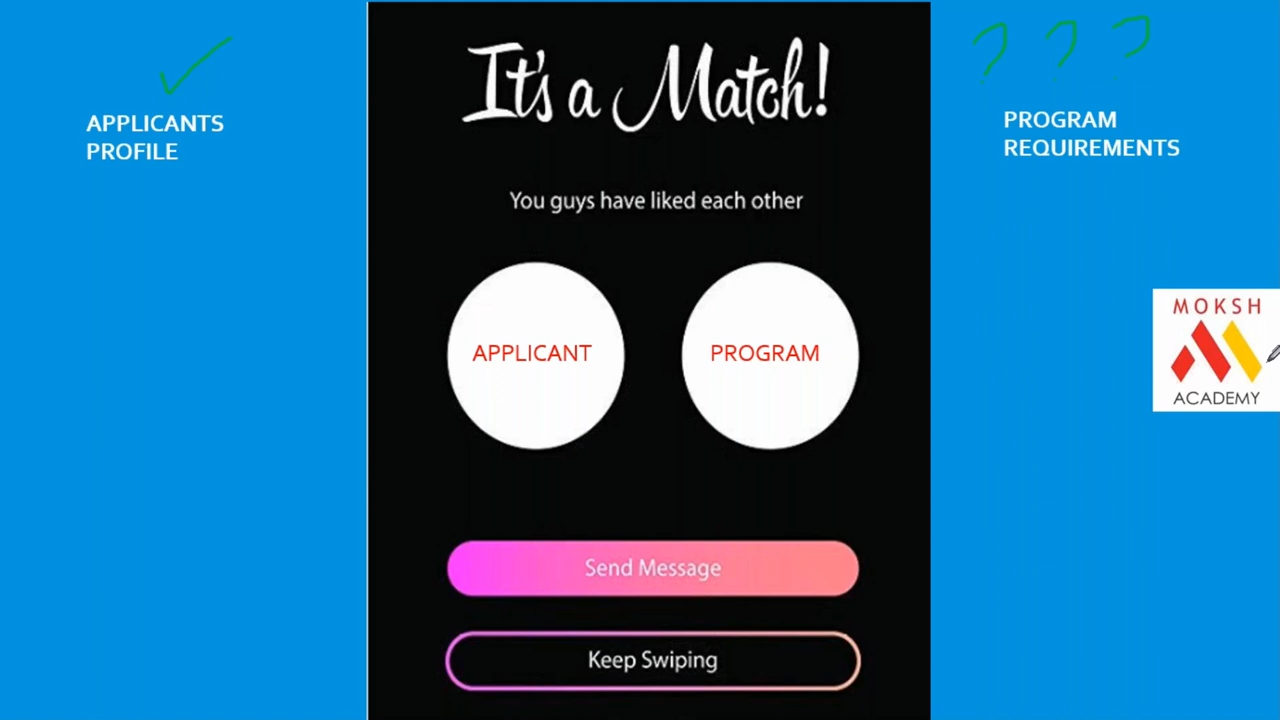 APPLICANTS
PROFILE
It's a Match!
You guys have liked each other
APPLICANT
PROGRAM
Send Message
Keep Swiping
? ? ?
PROGRAM
REQUIREMENTS
MOKSH
ACADEMY